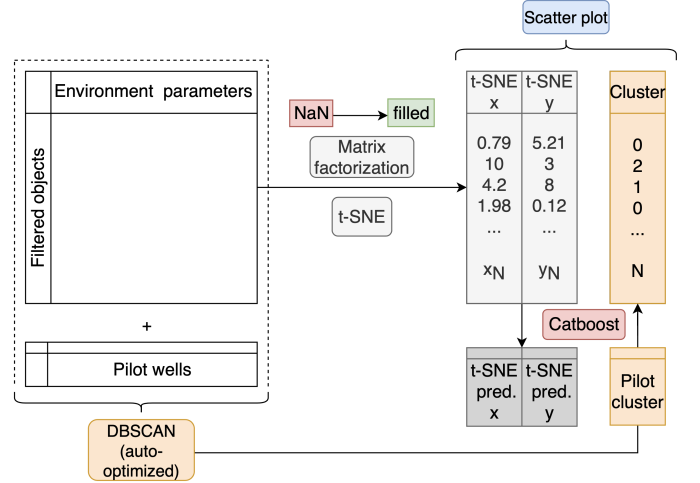 Scatter plot
Environment parameters
Filtered objects
+
Pilot wells
DBSCAN
(auto-
optimized)
NaN
filled
Matrix
factorization
t-SNE
t-SNE t-SNE
x y
0.79 5.21
10 3
4.2 8
1.98 0.12
... ...
xN yN
Cluster
0
2
1
0
...
N
Catboost
t-SNE t-SNE
pred. pred.
x y
Pilot
cluster